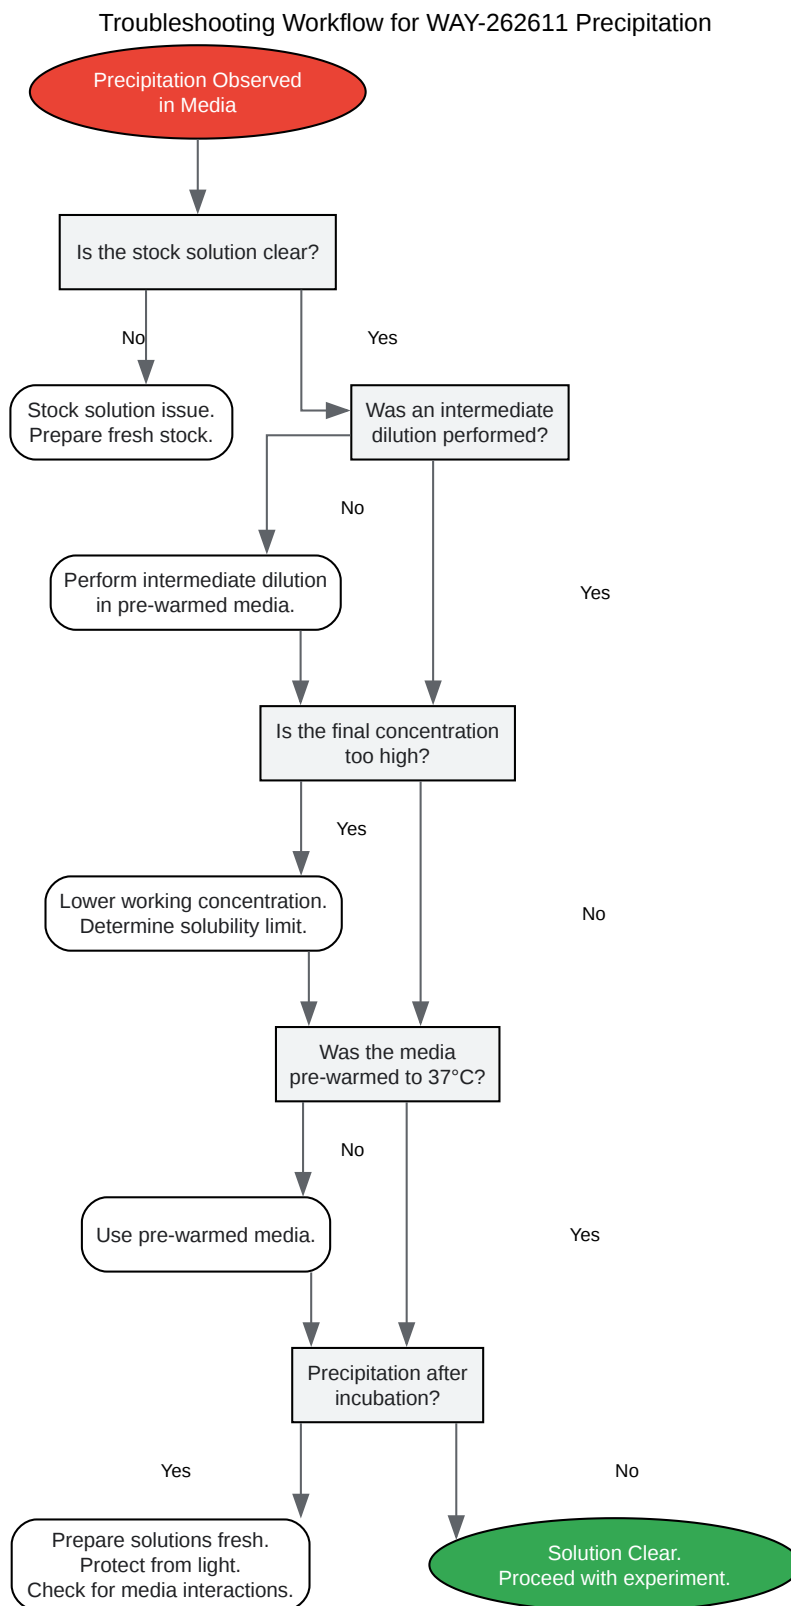 Troubleshooting Workflow for WAY-262611 Precipitation
Precipitation Observed
in Media
Is the stock solution clear?
No
Yes
Stock solution issue.
Prepare fresh stock.
Was an intermediate
dilution performed?
No
Perform intermediate dilution
in pre-warmed media.
Yes
Is the final concentration
too high?
Yes
Lower working concentration.
Determine solubility limit.
No
Was the media
pre-warmed to 37°C?
No
Use pre-warmed media.
Yes
Precipitation after
incubation?
Yes
No
Prepare solutions fresh.
Protect from light.
Check for media interactions.
Solution Clear.
Proceed with experiment.